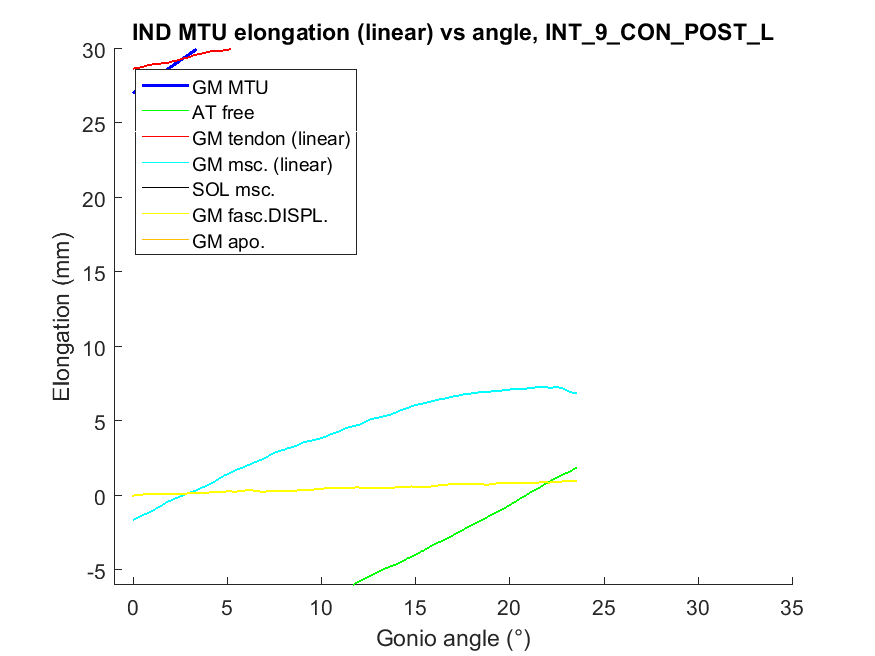 IND MTU elongation (linear) vs angle, INT_9_CON_POST_L
30
25
20
15
10
5
0
-5
Elongation (mm)
GM MTU
AT free
GM tendon (linear)
GM msc. (linear)
SOL msc.
GM fasc.DISPL.
GM apo.
0 5 10 15 20 25 30 35
Gonio angle (°)